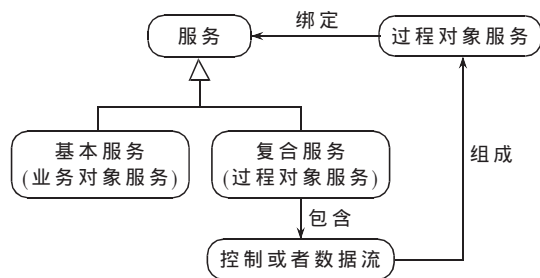 服务
绑定
过程对象服务
基本服务
(业务对象服务)
复合服务
(过程对象服务)
组成
包含
控制或者数据流